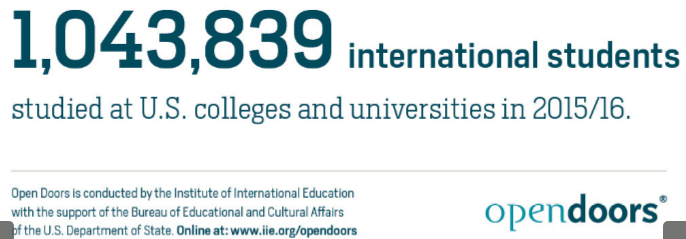 1,043,839 international students
studied at U.S. colleges and universities in 2015/16.
Open Doors is conducted by the Institute of International Education
with the support of the Bureau of Educational and Cultural Affairs
of the U.S. Department of State. Online at: www.iie.org/opendoors
opendoors®